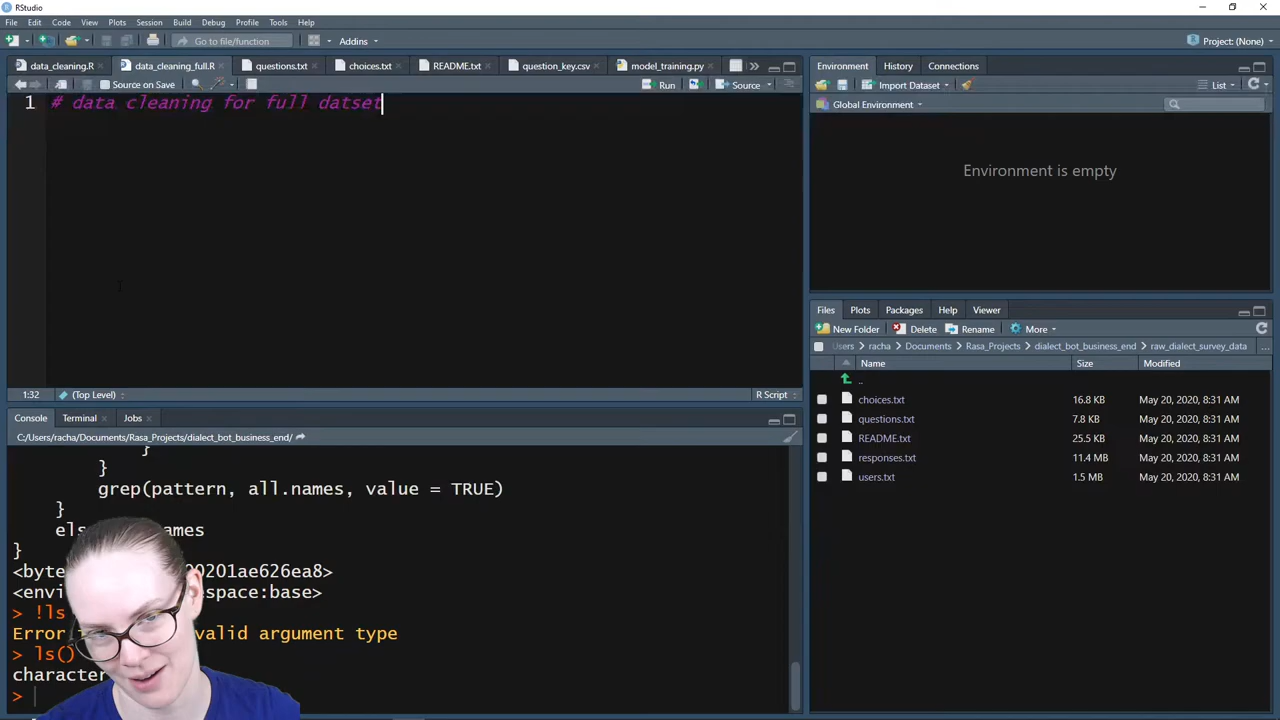 RStudio
File Edit Code View Plots Session Build Debug Profile Tools Help
Go to file/function Addins Project: (None)
data_cleaning.R data_cleaning_full.R questions.txt choices.txt README.txt question_key.csv model_training.py
Source on Save Run Source
1 # data cleaning for full datset
1:32 (Top Level) R Script
Console Terminal Jobs
C:/Users/racha/Documents/Rasa_Projects/dialect_bot_business_end/
}
}
grep(pattern, all.names, value = TRUE)
}
}
<byt 00201ae626ea8>
<envi space:base>
> !ls
Error valid argument type
> ls()
character
>
Environment History Connections
Import Dataset List
Global Environment
Environment is empty
Files Plots Packages Help Viewer
New Folder Delete Rename More
Users racha Documents Rasa_Projects dialect_bot_business_end raw_dialect_survey_data ...
Name Size Modified
..
choices.txt 16.8 KB May 20, 2020, 8:31 AM
questions.txt 7.8 KB May 20, 2020, 8:31 AM
README.txt 25.5 KB May 20, 2020, 8:31 AM
responses.txt 11.4 MB May 20, 2020, 8:31 AM
users.txt 1.5 MB May 20, 2020, 8:31 AM